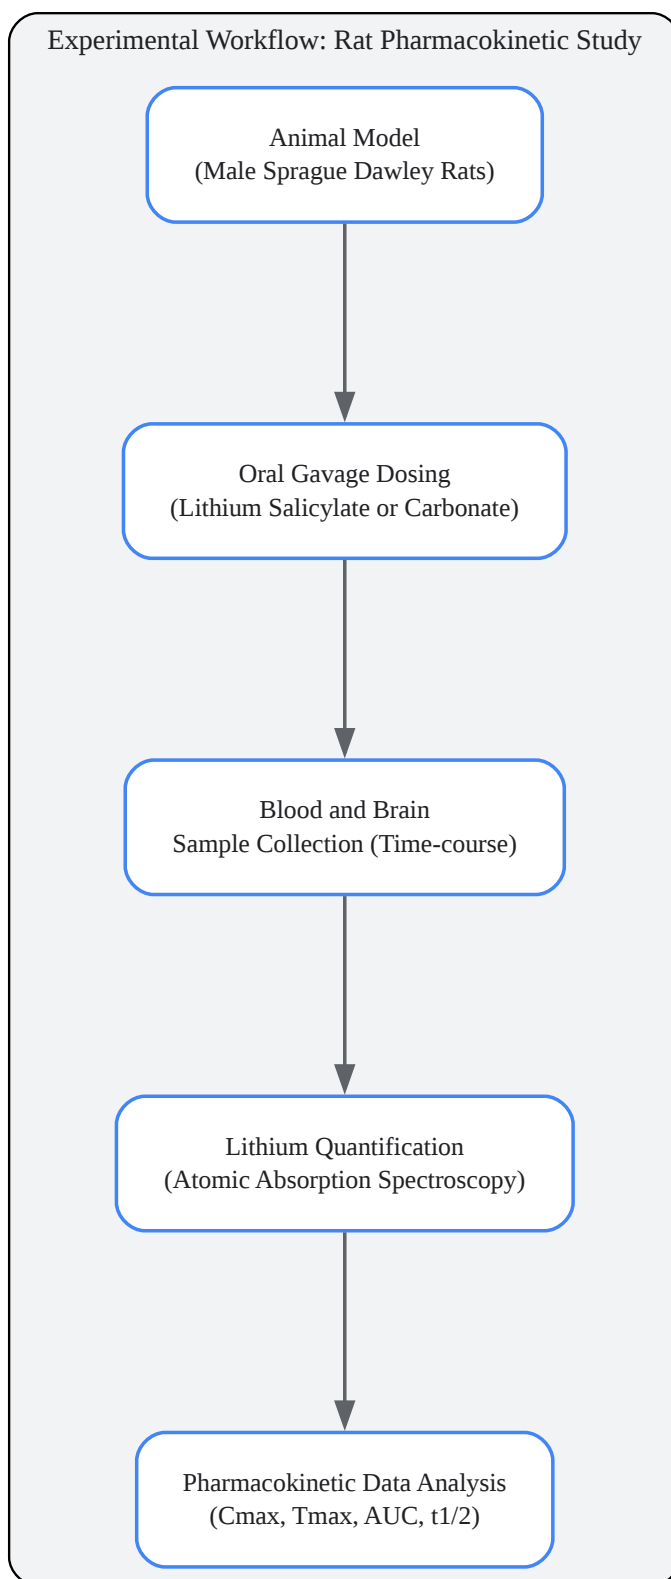 Experimental Workflow: Rat Pharmacokinetic Study
Animal Model
(Male Sprague Dawley Rats)
Oral Gavage Dosing
(Lithium Salicylate or Carbonate)
Blood and Brain
Sample Collection (Time-course)
Lithium Quantification
(Atomic Absorption Spectroscopy)
Pharmacokinetic Data Analysis
(Cmax, Tmax, AUC, t1/2)